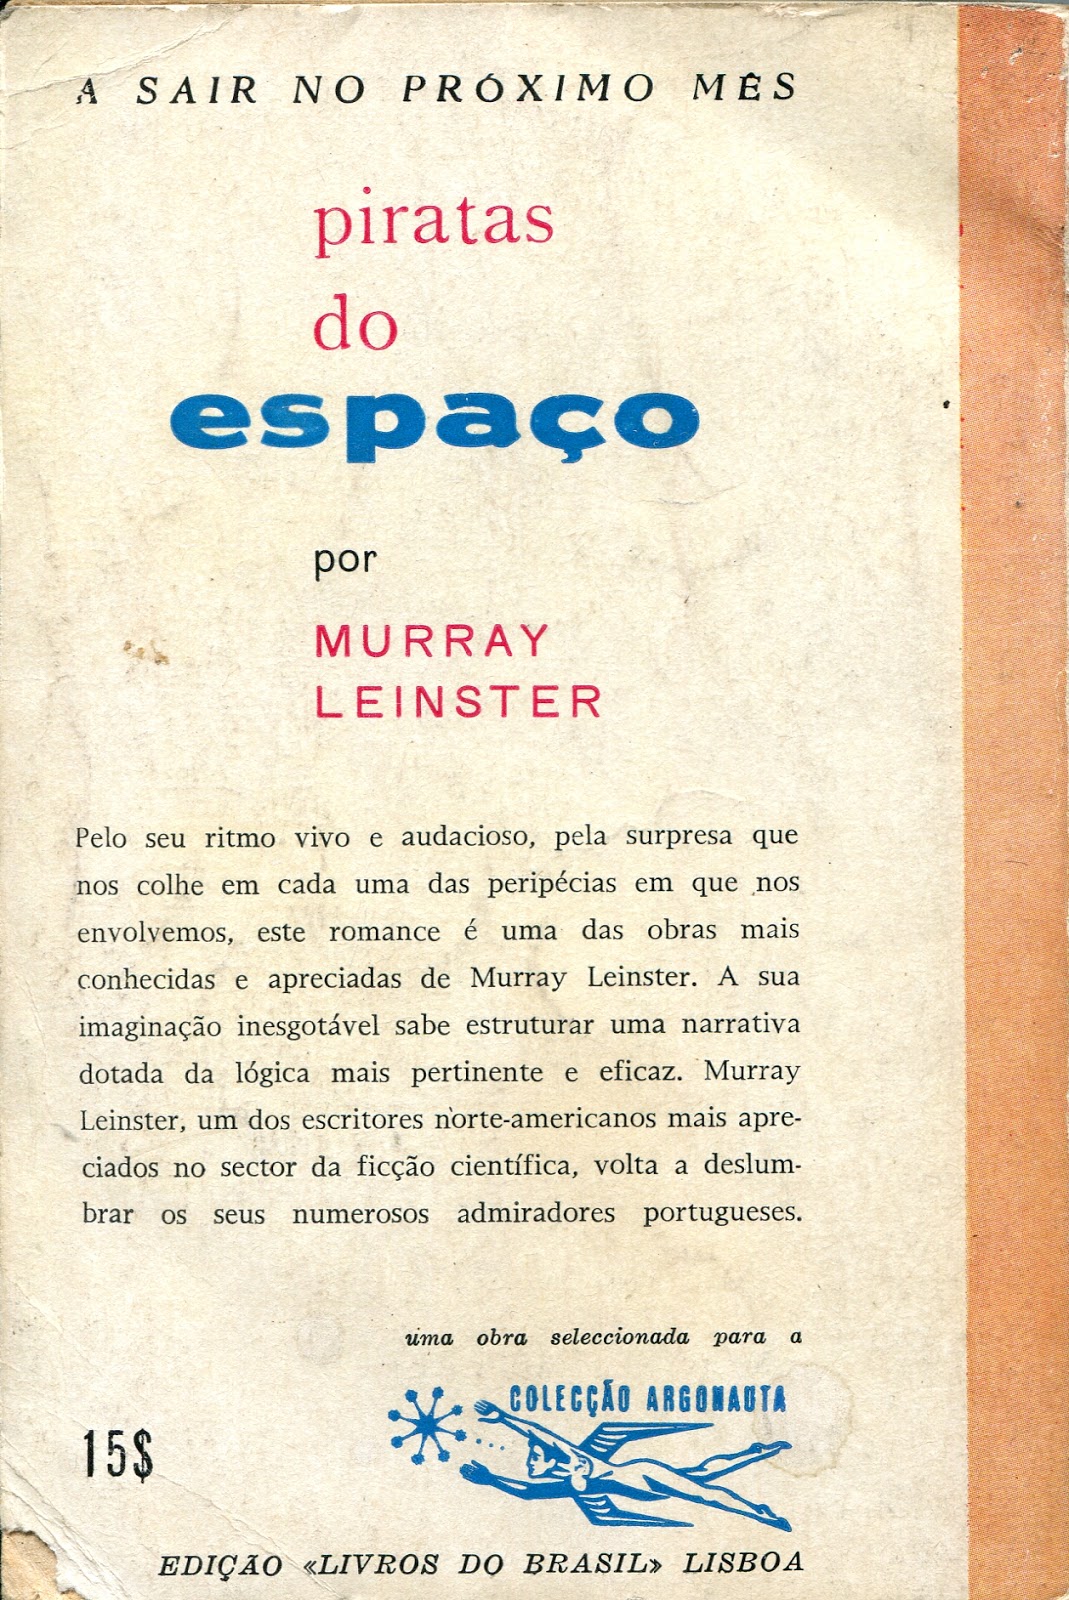 A SAIR NO PRÓXIMO MÊS
piratas
do
espaço
por
MURRAY
LEINSTER
Pelo seu ritmo vivo e audacioso, pela surpresa que
nos colhe em cada uma das peripécias em que nos
envolvemos, este romance é uma das obras mais
conhecidas e apreciadas de Murray Leinster. A sua
imaginação inesgotável sabe estruturar uma narrativa
dotada da lógica mais pertinente e eficaz. Murray
Leinster, um dos escritores norte-americanos mais apre-
ciados no sector da ficção científica, volta a deslum-
brar os seus numerosos admiradores portugueses.
uma obra seleccionada para a
COLECÇÃO ARGONAUTA
15$
EDIÇÃO «LIVROS DO BRASIL» LISBOA